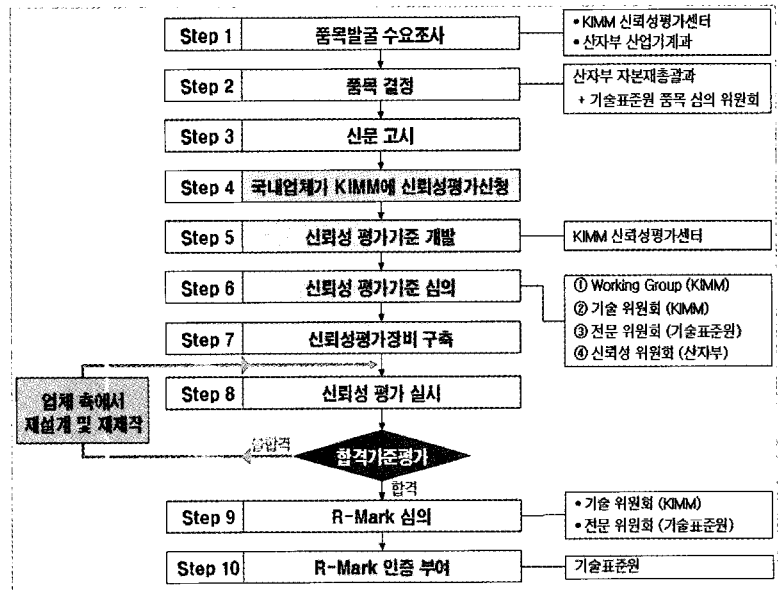 Step 1 품목발굴 수요조사
• KIMM 신뢰성평가센터
• 산자부 산업기계과
Step 2 품목 결정
산자부 자본재총괄과
+ 기술표준원 품목 심의 위원회
Step 3 신문 고시
Step 4 국내업체가 KIMM에 신뢰성평가신청
Step 5 신뢰성 평가기준 개발
KIMM 신뢰성평가센터
Step 6 신뢰성 평가기준 심의
① Working Group (KIMM)
② 기술 위원회 (KIMM)
③ 전문 위원회 (기술표준원)
④ 신뢰성 위원회 (산자부)
Step 7 신뢰성평가장비 구축
Step 8 신뢰성 평가 실시
업체 측에서
재설계 및 재제작
불합격
합격기준평가
합격
Step 9 R-Mark 심의
• 기술 위원회 (KIMM)
• 전문 위원회 (기술표준원)
Step 10 R-Mark 인증 부여
기술표준원